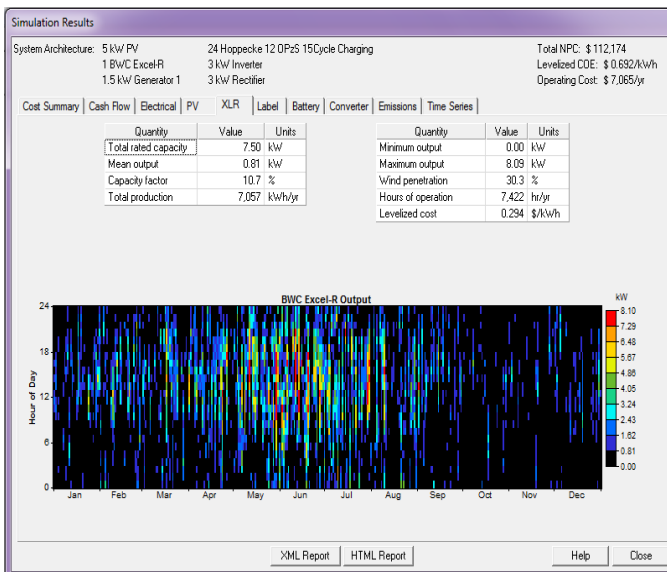 Simulation Results
System Architecture: 5 kW PV 24 Hoppecke 12 OPzS 15Cycle Charging Total NPC: $ 112,174
1 BWC Excel-R 3 kW Inverter Levelized COE: $ 0.692/kWh
1.5 kW Generator 1 3 kW Rectifier Operating Cost: $ 7,065/yr
Cost Summary Cash Flow Electrical PV XLR Label Battery Converter Emissions Time Series
Quantity Value Units Quantity Value Units
Total rated capacity 7.50 kW Minimum output 0.00 kW
Mean output 0.81 kW Maximum output 8.09 kW
Capacity factor 10.7 % Wind penetration 30.3 %
Total production 7,057 kWh/yr Hours of operation 7,422 hr/yr
Levelized cost 0.294 $/kWh
BWC Excel-R Output
kW
24
18
12
6
0
Hour of Day
Jan Feb Mar Apr May Jun Jul Aug Sep Oct Nov Dec
8.10
7.29
6.48
5.67
4.86
4.05
3.24
2.43
1.62
0.81
0.00
XML Report HTML Report Help Close